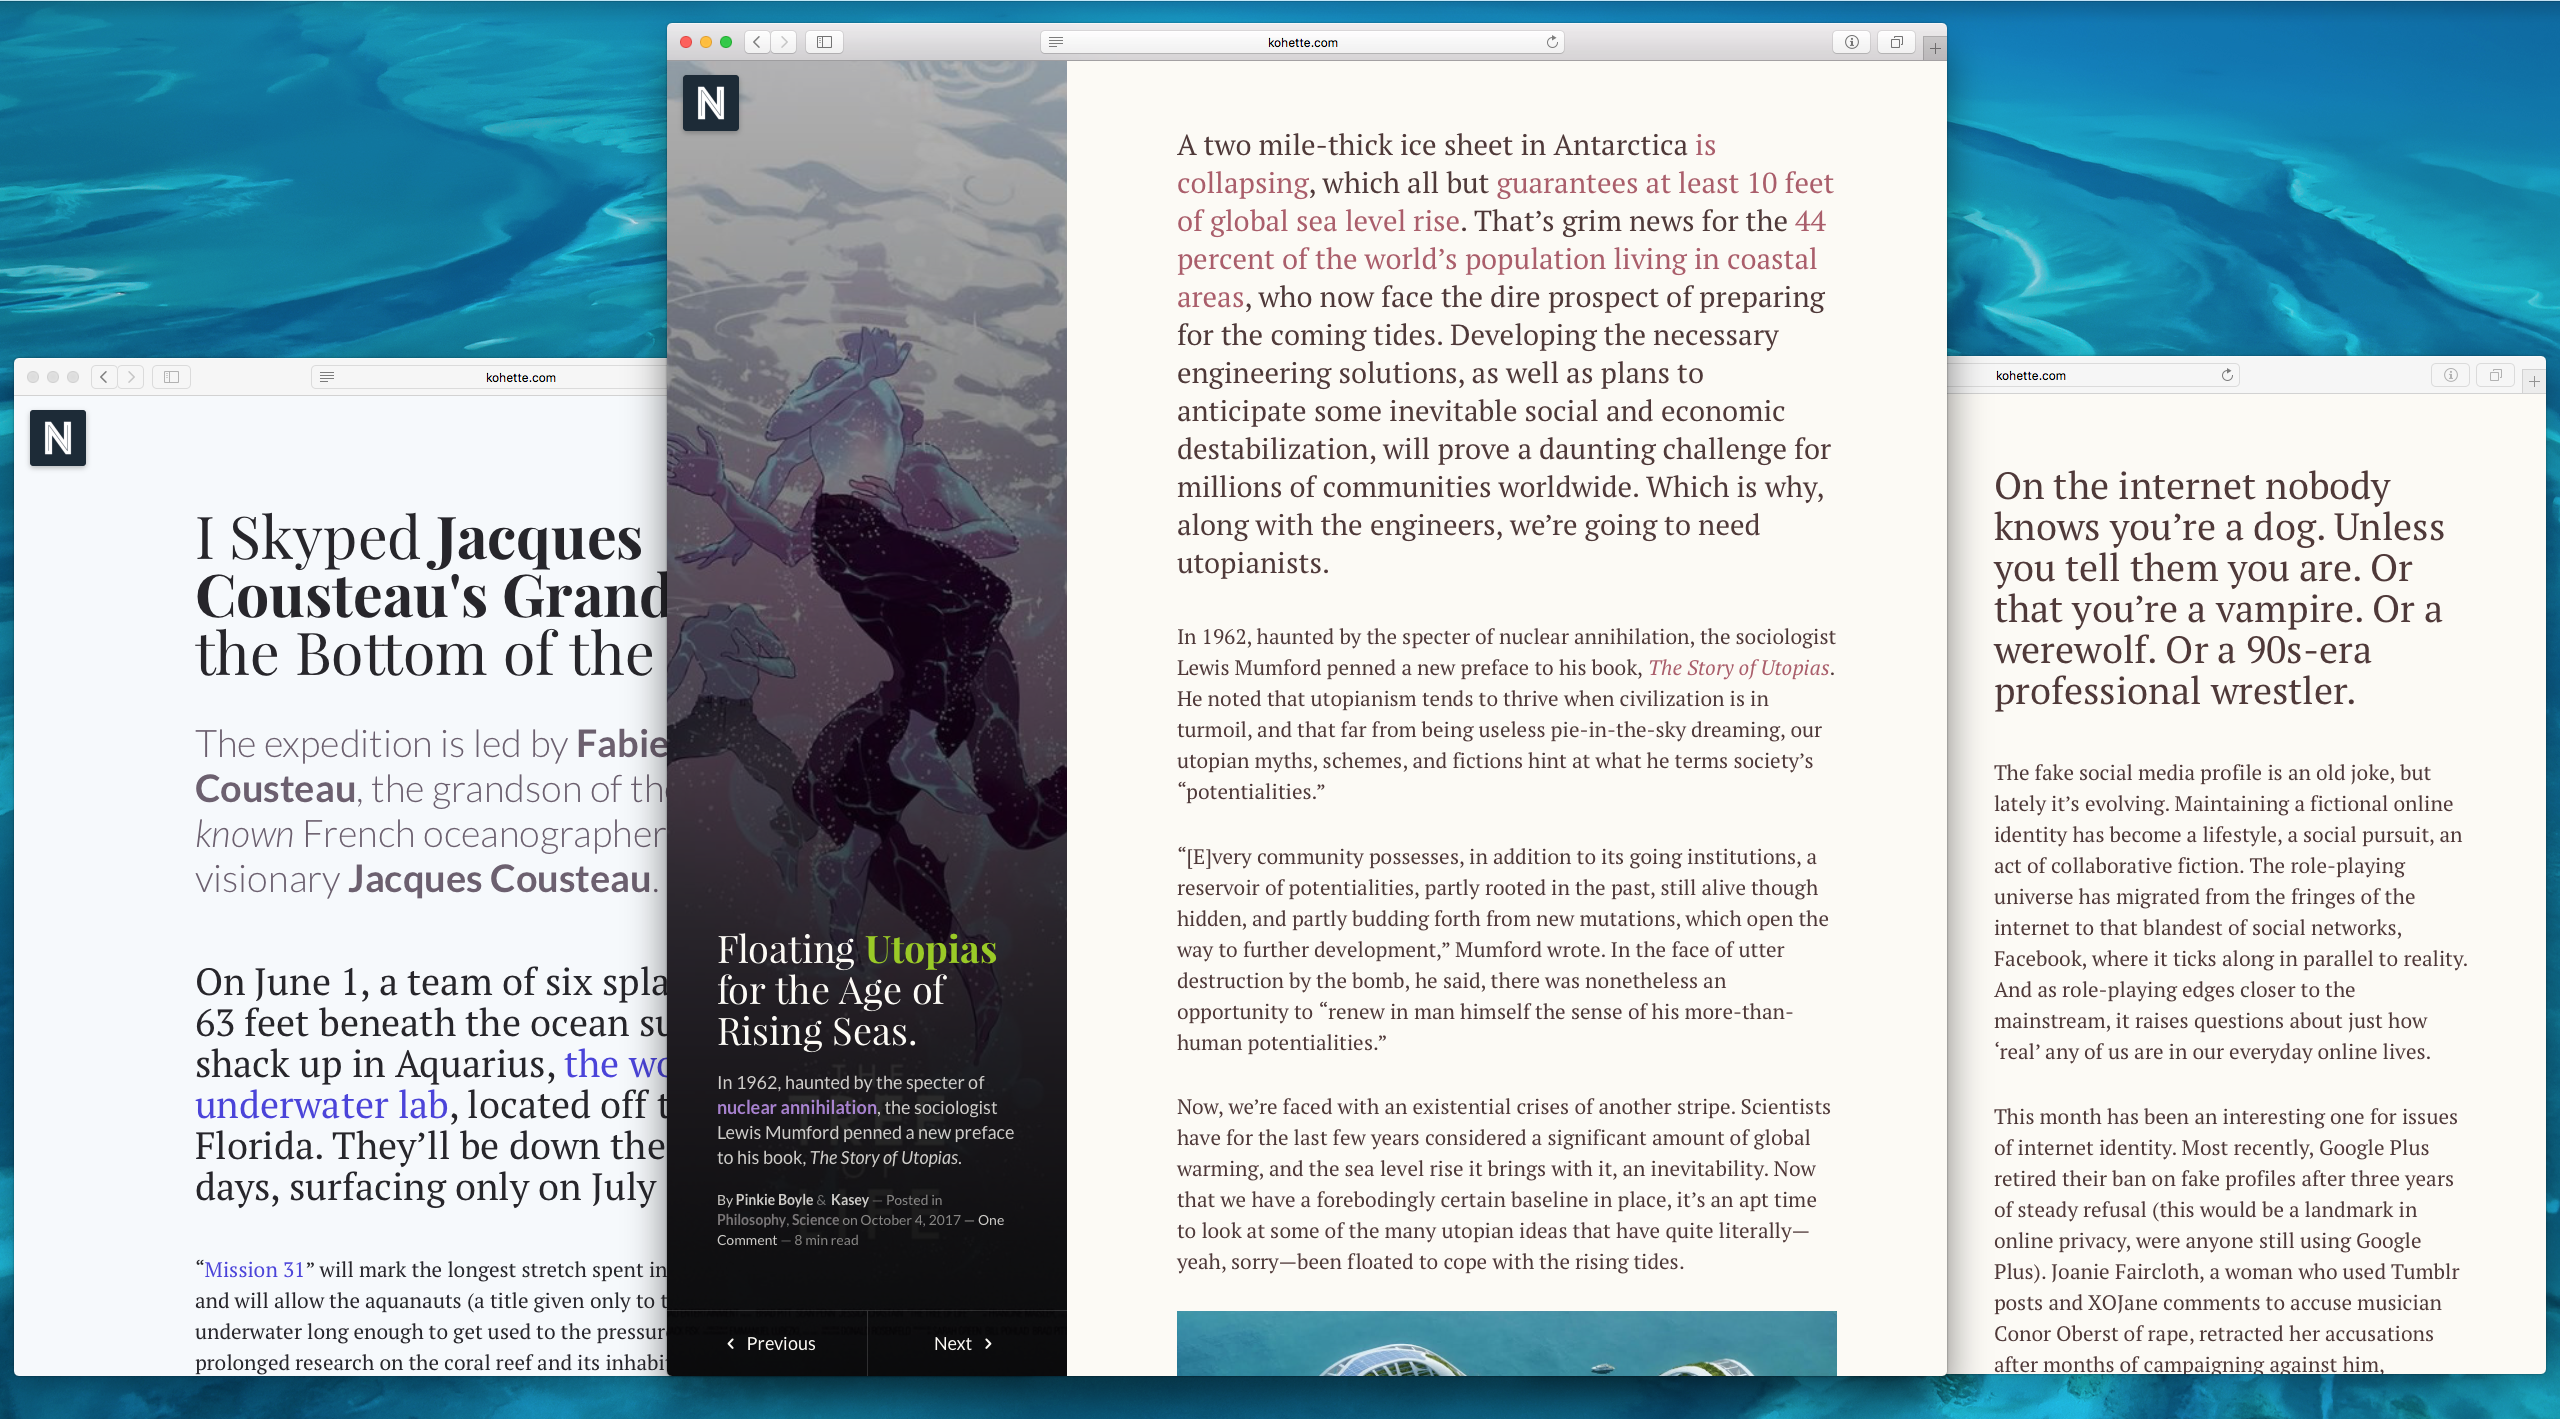 kohette.com
N
I Skyped Jacques
Cousteau's Grand
the Bottom of the
The expedition is led by Fabie
Cousteau, the grandson of the
known French oceanographer
visionary Jacques Cousteau.
On June 1, a team of six spla
63 feet beneath the ocean su
shack up in Aquarius, the wo
underwater lab, located off t
Florida. They’ll be down the
days, surfacing only on July
“Mission 31” will mark the longest stretch spent in
and will allow the aquanauts (a title given only to t
underwater long enough to get used to the pressur
prolonged research on the coral reef and its inhabi
kohette.com
N
Floating Utopias
for the Age of
Rising Seas.
In 1962, haunted by the specter of
nuclear annihilation, the sociologist
Lewis Mumford penned a new preface
to his book, The Story of Utopias.
By Pinkie Boyle & Kasey — Posted in
Philosophy, Science on October 4, 2017 — One
Comment — 8 min read
THE
TREE
OF
LIFE
Previous
Next
A two mile-thick ice sheet in Antarctica is
collapsing, which all but guarantees at least 10 feet
of global sea level rise. That’s grim news for the 44
percent of the world’s population living in coastal
areas, who now face the dire prospect of preparing
for the coming tides. Developing the necessary
engineering solutions, as well as plans to
anticipate some inevitable social and economic
destabilization, will prove a daunting challenge for
millions of communities worldwide. Which is why,
along with the engineers, we’re going to need
utopianists.
In 1962, haunted by the specter of nuclear annihilation, the sociologist
Lewis Mumford penned a new preface to his book, The Story of Utopias.
He noted that utopianism tends to thrive when civilization is in
turmoil, and that far from being useless pie-in-the-sky dreaming, our
utopian myths, schemes, and fictions hint at what he terms society’s
“potentialities.”
“[E]very community possesses, in addition to its going institutions, a
reservoir of potentialities, partly rooted in the past, still alive though
hidden, and partly budding forth from new mutations, which open the
way to further development,” Mumford wrote. In the face of utter
destruction by the bomb, he said, there was nonetheless an
opportunity to “renew in man himself the sense of his more-than-
human potentialities.”
Now, we’re faced with an existential crises of another stripe. Scientists
have for the last few years considered a significant amount of global
warming, and the sea level rise it brings with it, an inevitability. Now
that we have a forebodingly certain baseline in place, it’s an apt time
to look at some of the many utopian ideas that have quite literally—
yeah, sorry—been floated to cope with the rising tides.
kohette.com
On the internet nobody
knows you’re a dog. Unless
you tell them you are. Or
that you’re a vampire. Or a
werewolf. Or a 90s-era
professional wrestler.
The fake social media profile is an old joke, but
lately it’s evolving. Maintaining a fictional online
identity has become a lifestyle, a social pursuit, an
act of collaborative fiction. The role-playing
universe has migrated from the fringes of the
internet to that blandest of social networks,
Facebook, where it ticks along in parallel to reality.
And as role-playing edges closer to the
mainstream, it raises questions about just how
‘real’ any of us are in our everyday online lives.
This month has been an interesting one for issues
of internet identity. Most recently, Google Plus
retired their ban on fake profiles after three years
of steady refusal (this would be a landmark in
online privacy, were anyone still using Google
Plus). Joanie Faircloth, a woman who used Tumblr
posts and XOJane comments to accuse musician
Conor Oberst of rape, retracted her accusations
after months of campaigning against him,